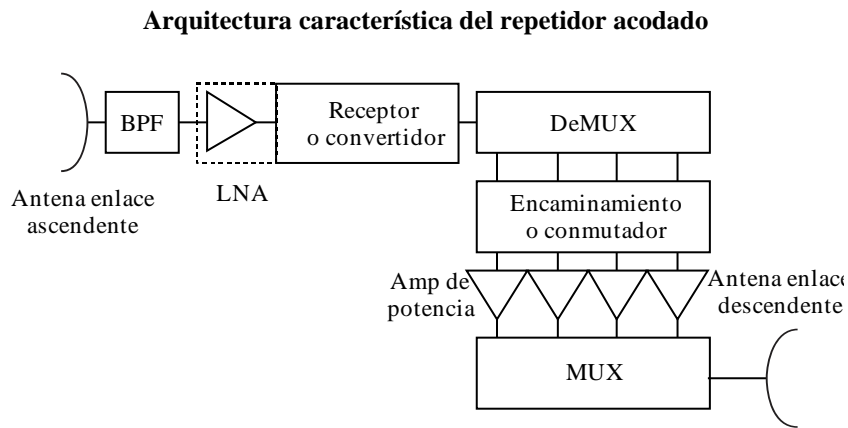 Arquitectura característica del repetidor acodado
BPF
Receptor
o convertidor
DeMUX
LNA
Antena enlace
ascendente
Encaminamiento
o conmutador
Amp de
potencia
Antena enlace
descendente
MUX